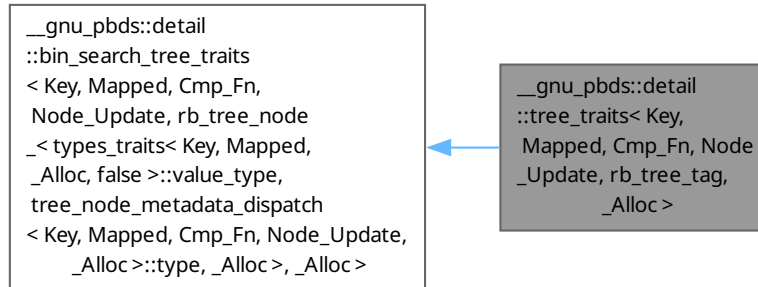 __gnu_pbds::detail
::bin_search_tree_traits
< Key, Mapped, Cmp_Fn,
Node_Update, rb_tree_node
_< types_traits< Key, Mapped,
_Alloc, false >::value_type,
tree_node_metadata_dispatch
< Key, Mapped, Cmp_Fn, Node_Update,
_Alloc >::type, _Alloc >, _Alloc >
__gnu_pbds::detail
::tree_traits< Key,
Mapped, Cmp_Fn, Node
_Update, rb_tree_tag,
_Alloc >